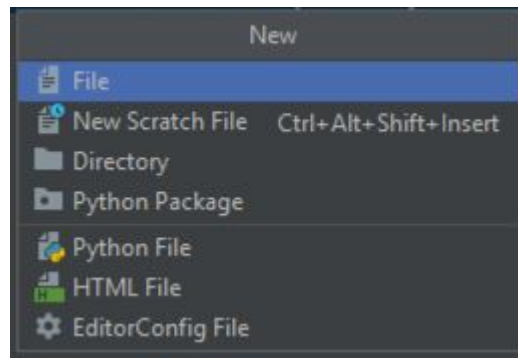 New
File
New Scratch File Ctrl+Alt+Shift+Insert
Directory
Python Package
Python File
H
HTML File
EditorConfig File